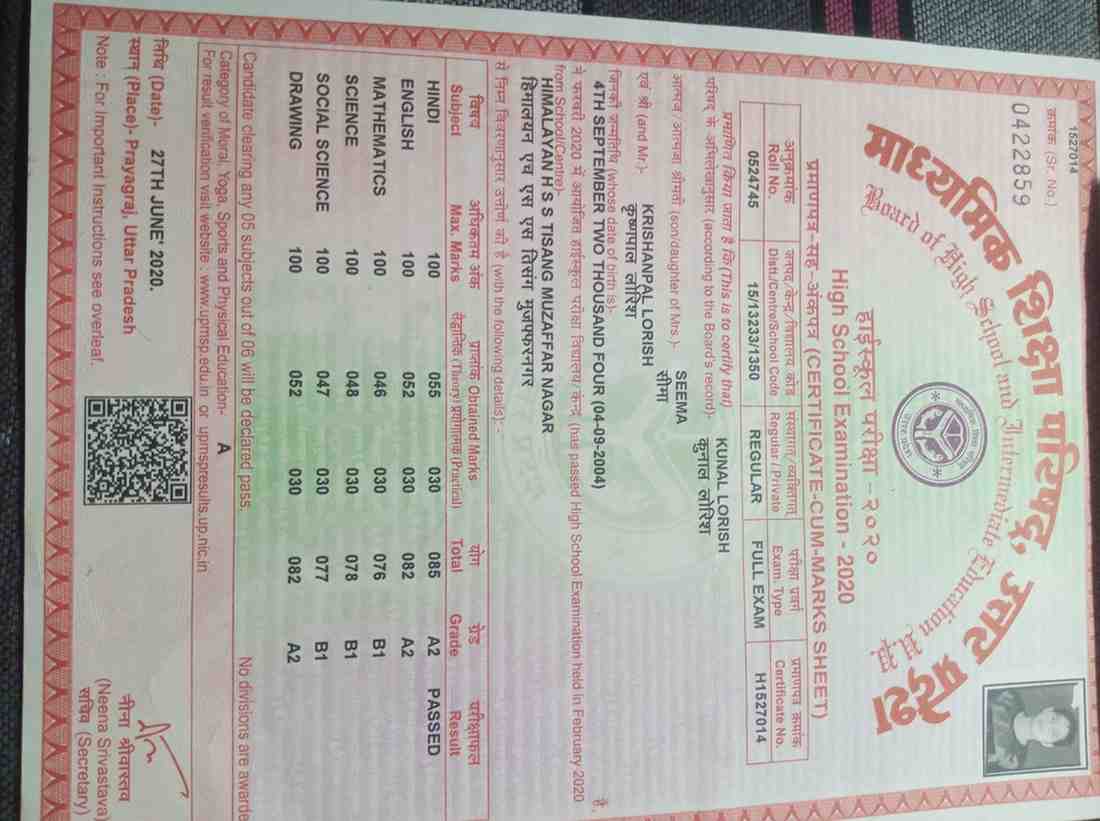 1527014
क्रमांक (Sr. No.)
0422859
माध्यमिक शिक्षा परिषद्, उत्तर प्रदेश
Board of High School and Intermediate Education U.P.
हाईस्कूल परीक्षा - २०२०
High School Examination - 2020
प्रमाणपत्र सह-अंकपत्र (CERTIFICATE-CUM-MARKS SHEET)
अनुक्रमांक जनपद/केन्द्र/विद्यालय कोड संस्थागत/व्यक्तिगत परीक्षा प्रवर्ग प्रमाणपत्र क्रमांक
Roll No. Distt./Centre/School Code Regular / Private Exam. Type Certificate No.
0524745 15/13233/1350 REGULAR FULL EXAM H1527014
प्रमाणित किया जाता है कि (This is to certify that) KUNAL LORISH
परिषद के अभिलेखानुसार (according to the Board's record)- कुनाल लोरिश
आत्मज / आत्मजा श्रीमती (son/daughter of Mrs.)- SEEMA
सीमा
एवं श्री (and Mr.)- KRISHANPAL LORISH
कृष्णपाल लोरिश
जिनकी जन्मतिथि (whose date of birth is)-
4TH SEPTEMBER TWO THOUSAND FOUR (04-09-2004) है,
ने फरवरी 2020 में आयोजित हाईस्कूल परीक्षा विद्यालय/केन्द्र (has passed High School Examination held in February 2020
from School/Centre)-
HIMALAYAN H S S TISANG MUZAFFAR NAGAR
हिमालयन एच एस एस तिसंग मुजफ्फरनगर
से निम्न विवरणानुसार उत्तीर्ण की है (with the following details): -
विषय अधिकतम अंक प्राप्तांक Obtained Marks योग ग्रेड परीक्षाफल
Subject Max. Marks सैद्धान्तिक (Theory) प्रयोगात्मक (Practical) Total Grade Result
HINDI 100 055 030 085 A2 PASSED
ENGLISH 100 052 030 082 A2
MATHEMATICS 100 046 030 076 B1
SCIENCE 100 048 030 078 B1
SOCIAL SCIENCE 100 047 030 077 B1
DRAWING 100 052 030 082 A2
Candidate clearing any 05 subjects out of 06 will be declared pass. No divisions are awarde
Category of Moral, Yoga, Sports and Physical Education- A
For result verification visit website : www.upmsp.edu.in or upmspresults.up.nic.in
तिथि (Date)- 27TH JUNE' 2020.
स्थान (Place)- Prayagraj, Uttar Pradesh
Note : For Important Instructions see overleaf.
नीना श्रीवास्तव
(Neena Srivastava)
सचिव (Secretary)